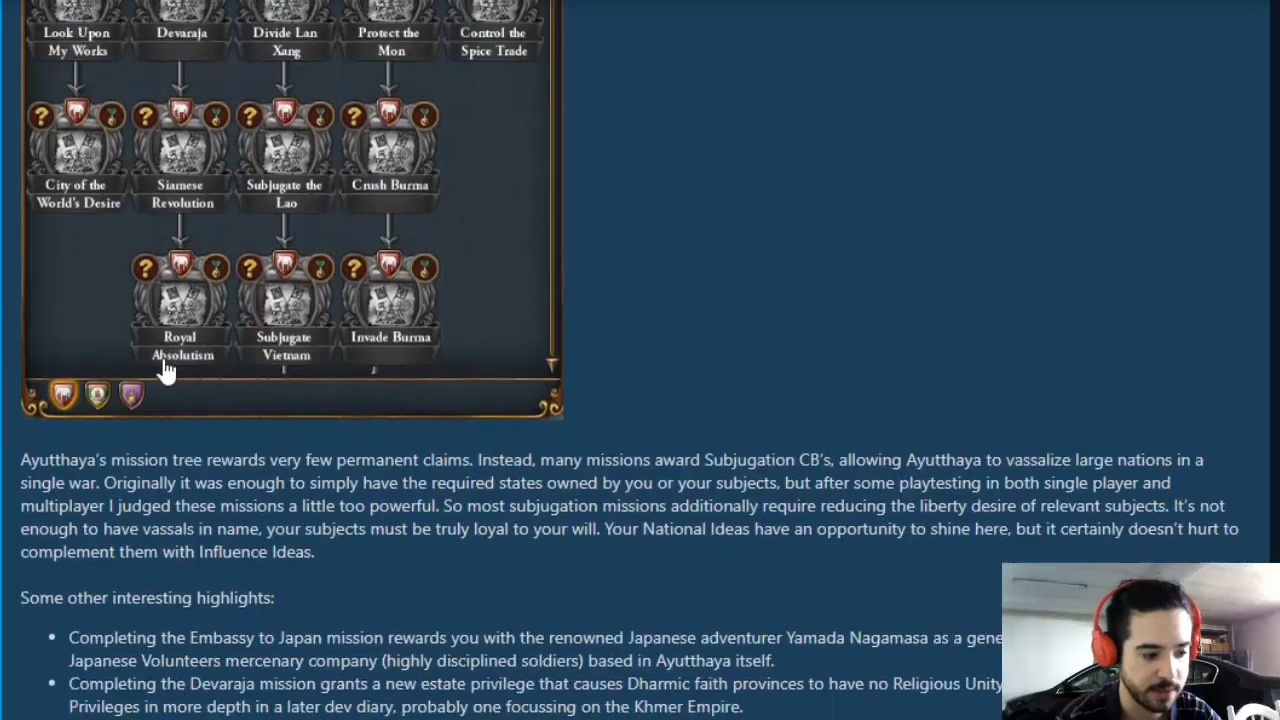 Look Upon Devaraja Divide Lan Protect the Control the
My Works Xang Mon Spice Trade
? ? ? ?
City of the Siamese Subjugate the Crush Burma
World's Desire Revolution Lao
? ? ?
Royal Subjugate Invade Burma
Absolutism Vietnam
Ayutthaya's mission tree rewards very few permanent claims. Instead, many missions award Subjugation CB's, allowing Ayutthaya to vassalize large nations in a
single war. Originally it was enough to simply have the required states owned by you or your subjects, but after some playtesting in both single player and
multiplayer I judged these missions a little too powerful. So most subjugation missions additionally require reducing the liberty desire of relevant subjects. It's not
enough to have vassals in name, your subjects must be truly loyal to your will. Your National Ideas have an opportunity to shine here, but it certainly doesn't hurt to
complement them with Influence Ideas.
Some other interesting highlights:
• Completing the Embassy to Japan mission rewards you with the renowned Japanese adventurer Yamada Nagamasa as a gene
Japanese Volunteers mercenary company (highly disciplined soldiers) based in Ayutthaya itself.
• Completing the Devaraja mission grants a new estate privilege that causes Dharmic faith provinces to have no Religious Unity
Privileges in more depth in a later dev diary, probably one focussing on the Khmer Empire.